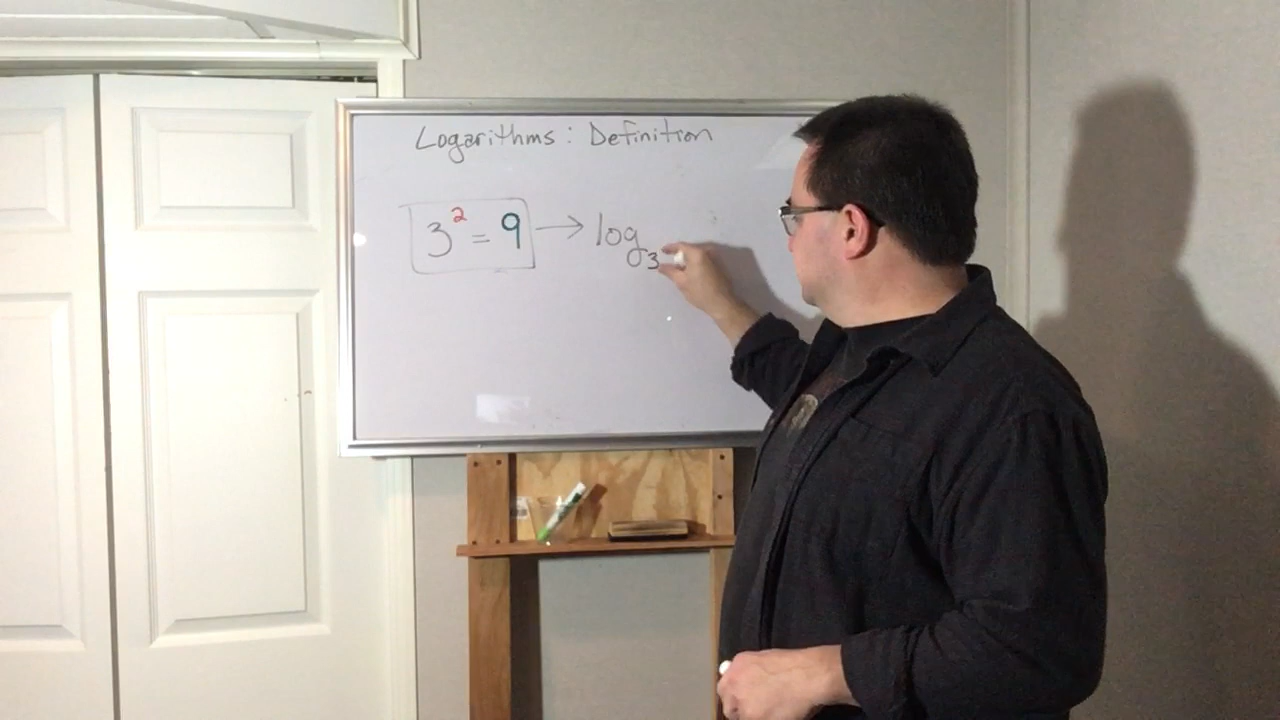 Logarithms: Definition
3² = 9 → log₃